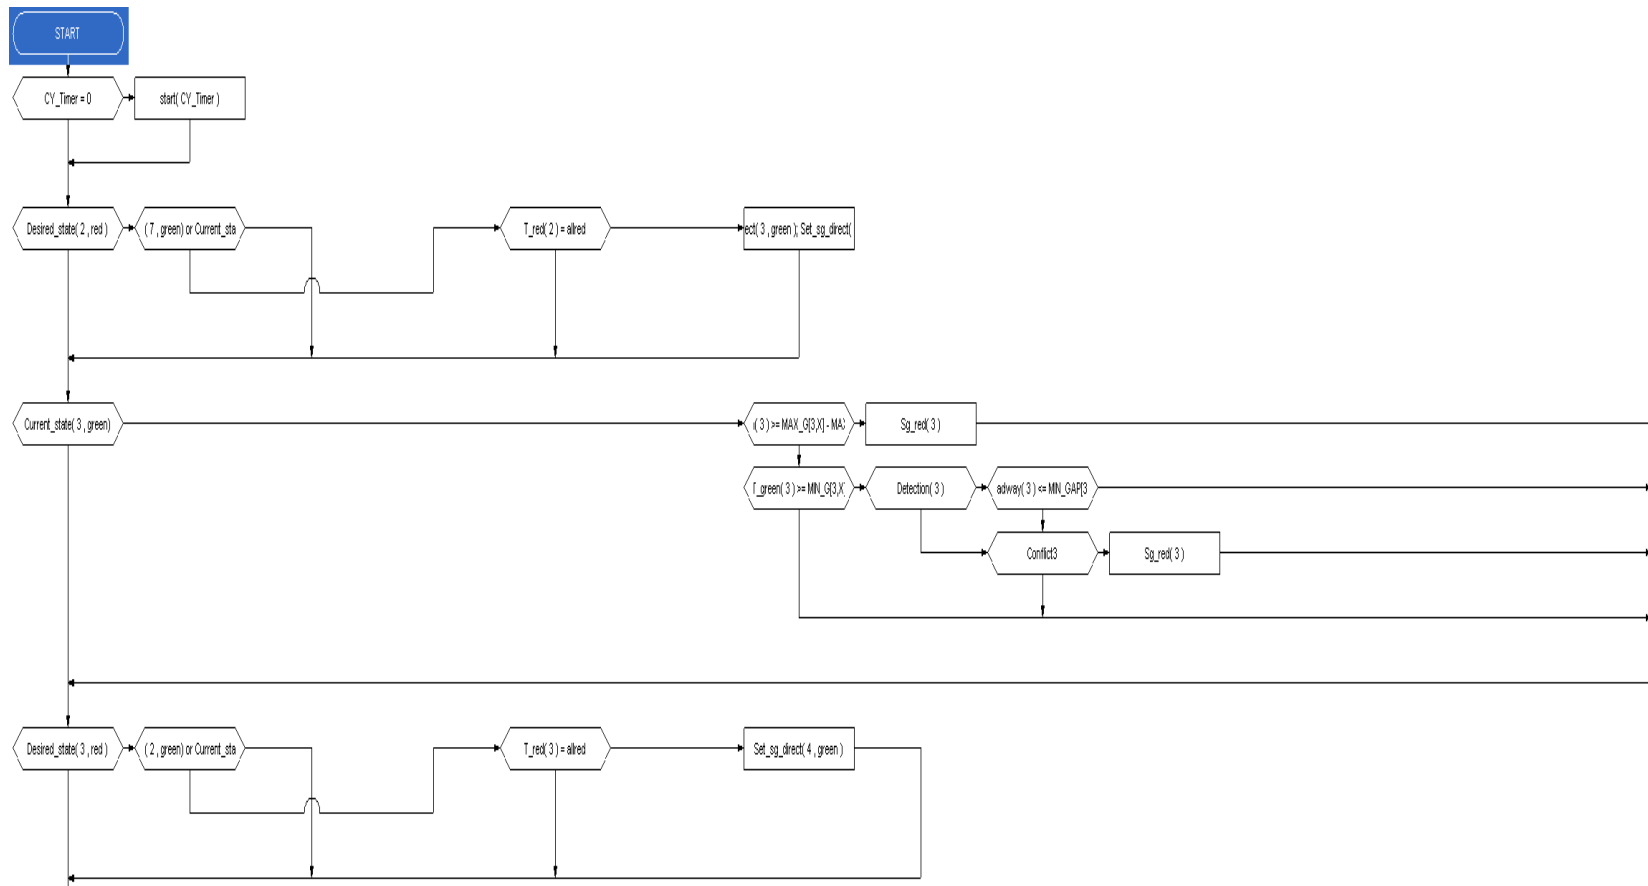 START
CY_Timer = 0
start( CY_Timer )
Desired_state( 2 , red )
( 7 , green) or Current_sta
T_red( 2 ) = allred
ect( 3 , green ); Set_sg_direct(
Current_state( 3 , green)
( 3 ) >= MAX_G[3,X] - MAX
Sg_red( 3 )
T_green( 3 ) >= MIN_G[3,X]
Detection( 3 )
adway( 3 ) <= MIN_GAP[3
Conflict3
Sg_red( 3 )
Desired_state( 3 , red )
( 2 , green) or Current_sta
T_red( 3 ) = allred
Set_sg_direct( 4 , green )